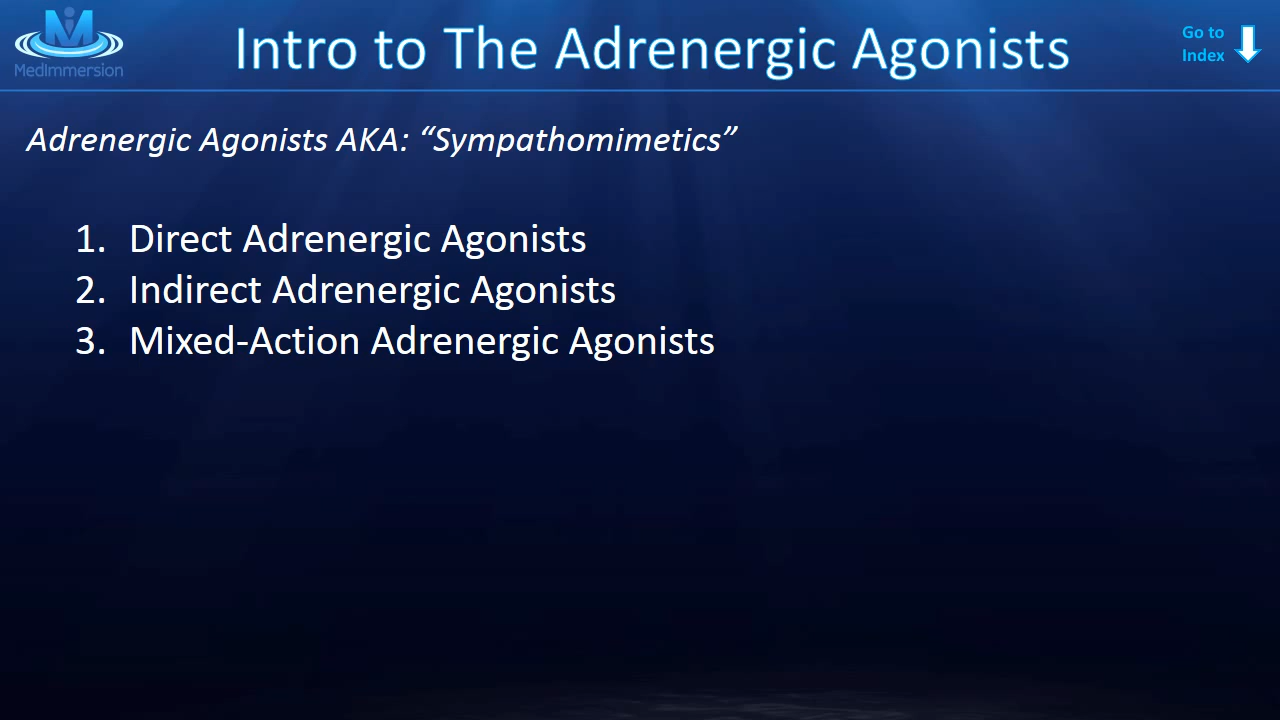 MedImmersion
Intro to The Adrenergic Agonists
Go to
Index
Adrenergic Agonists AKA: “Sympathomimetics”
1. Direct Adrenergic Agonists
2. Indirect Adrenergic Agonists
3. Mixed-Action Adrenergic Agonists